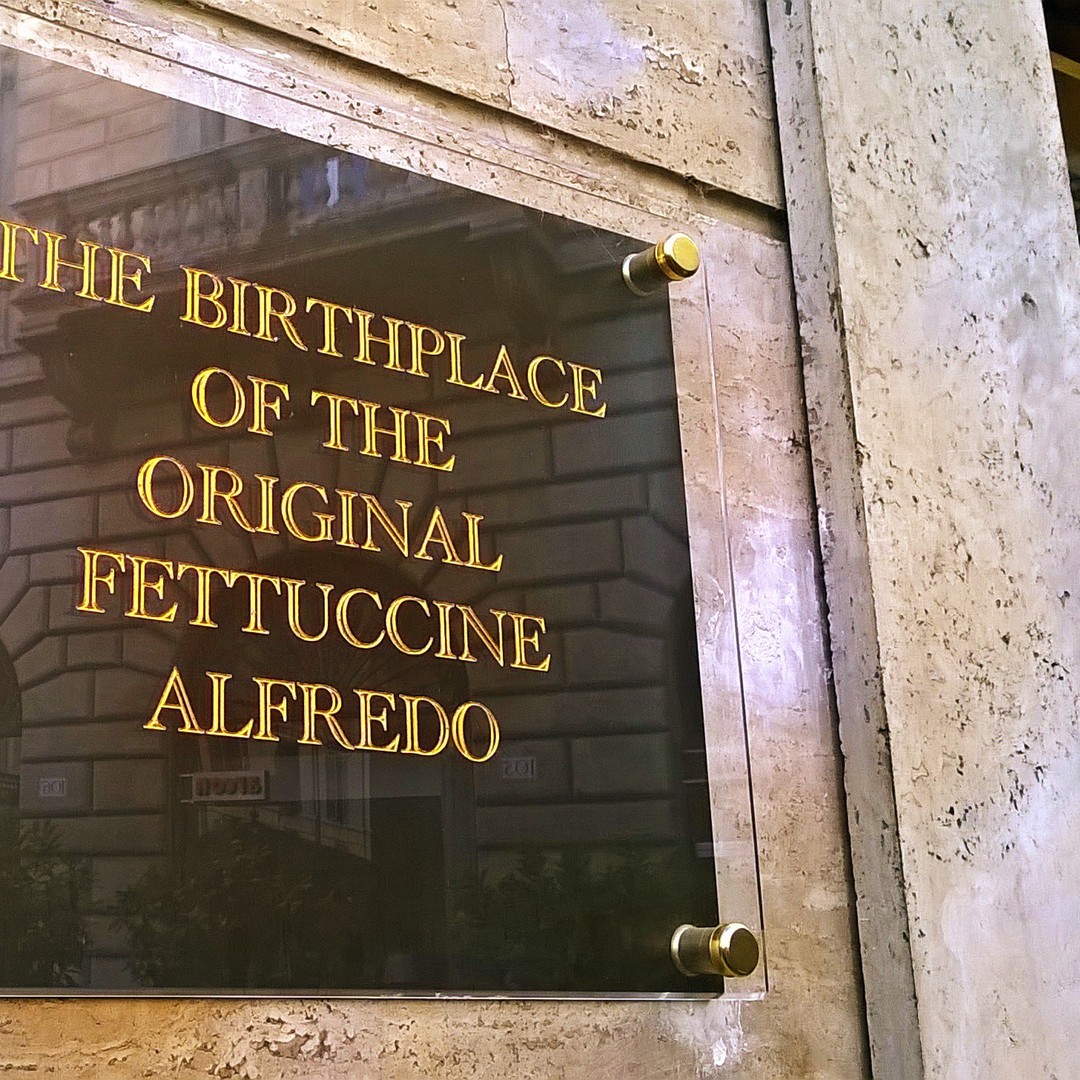 THE BIRTHPLACE
OF THE
ORIGINAL
FETTUCCINE
ALFREDO